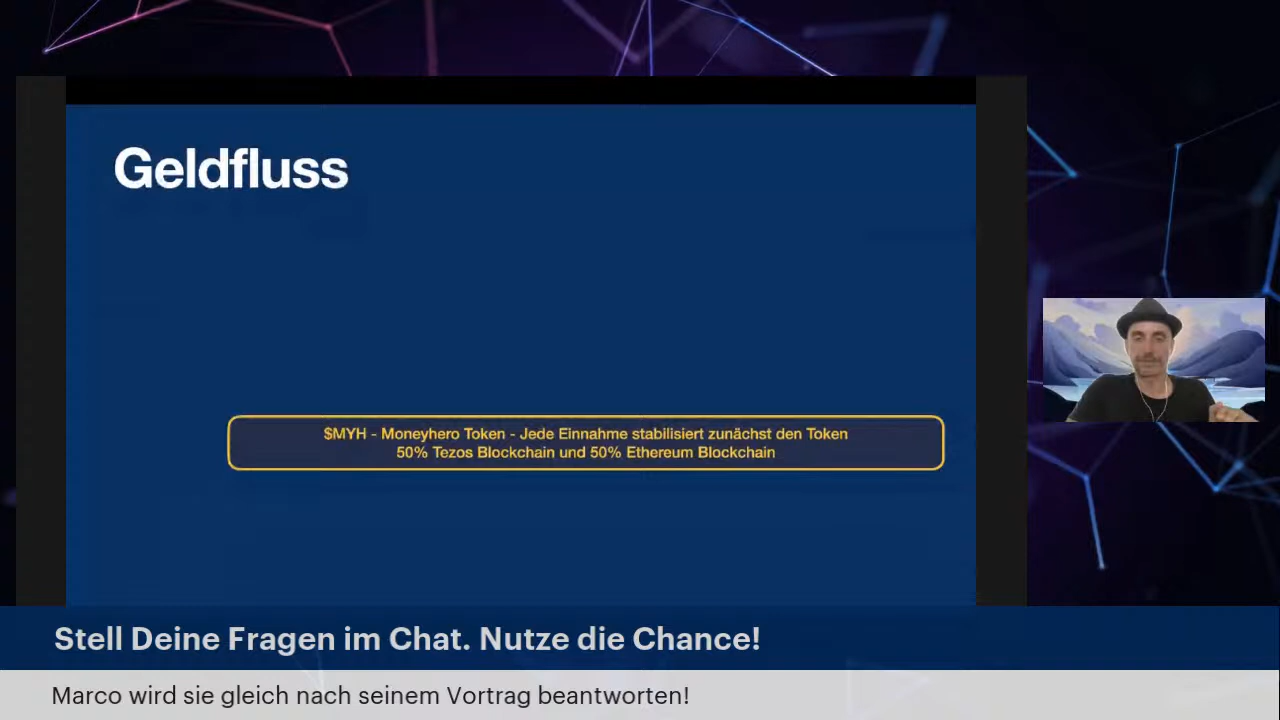 Geldfluss
$MYH - Moneyhero Token - Jede Einnahme stabilisiert zunächst den Token
50% Tezos Blockchain und 50% Ethereum Blockchain
Stell Deine Fragen im Chat. Nutze die Chance!
Marco wird sie gleich nach seinem Vortrag beantworten!